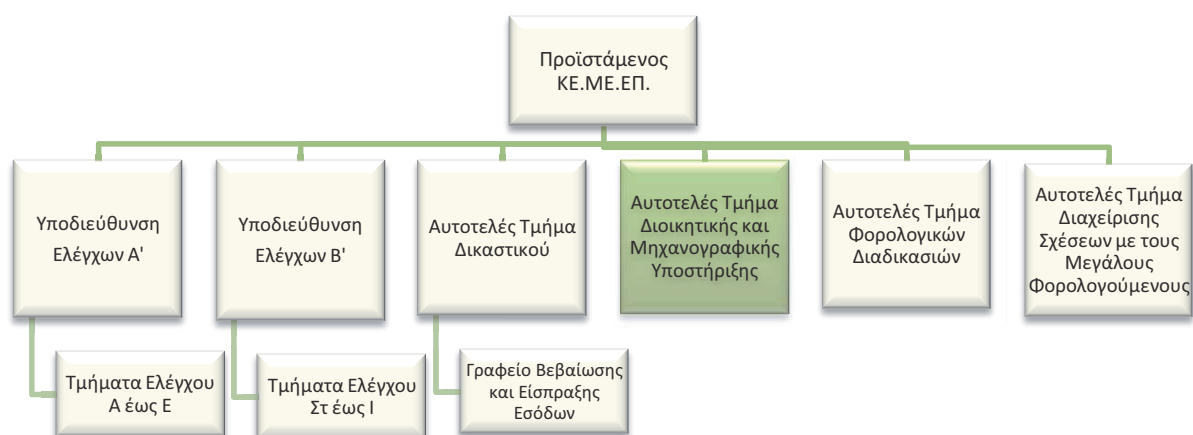 Προϊστάμενος
ΚΕ.ΜΕ.ΕΠ.
Υποδιεύθυνση
Ελέγχων Α'
Υποδιεύθυνση
Ελέγχων Β'
Αυτοτελές Τμήμα
Δικαστικού
Αυτοτελές Τμήμα
Διοικητικής και
Μηχανογραφικής
Υποστήριξης
Αυτοτελές Τμήμα
Φορολογικών
Διαδικασιών
Αυτοτελές Τμήμα
Διαχείρισης
Σχέσεων με τους
Μεγάλους
Φορολογούμενους
Τμήματα Ελέγχου
Α έως Ε
Τμήματα Ελέγχου
Στ έως Ι
Γραφείο Βεβαίωσης
και Είσπραξης
Εσόδων